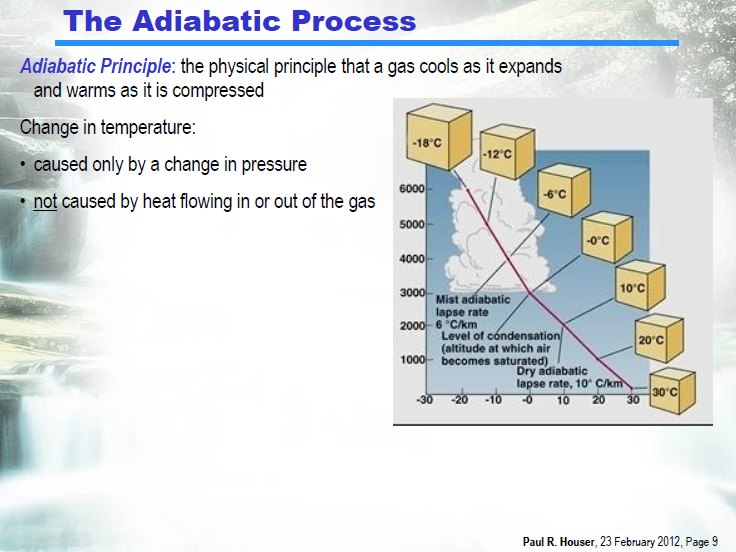 The Adiabatic Process
Adiabatic Principle: the physical principle that a gas cools as it expands
and warms as it is compressed
Change in temperature:
• caused only by a change in pressure
• not caused by heat flowing in or out of the gas
-18°C
-12°C
-6°C
-0°C
10°C
20°C
30°C
6000
5000
4000
3000
2000
1000
Mist adiabatic
lapse rate
6 °C/km
Level of condensation
(altitude at which air
becomes saturated)
Dry adiabatic
lapse rate, 10° C/km
-30 -20 -10 -0 10 20 30
Paul R. Houser, 23 February 2012, Page 9